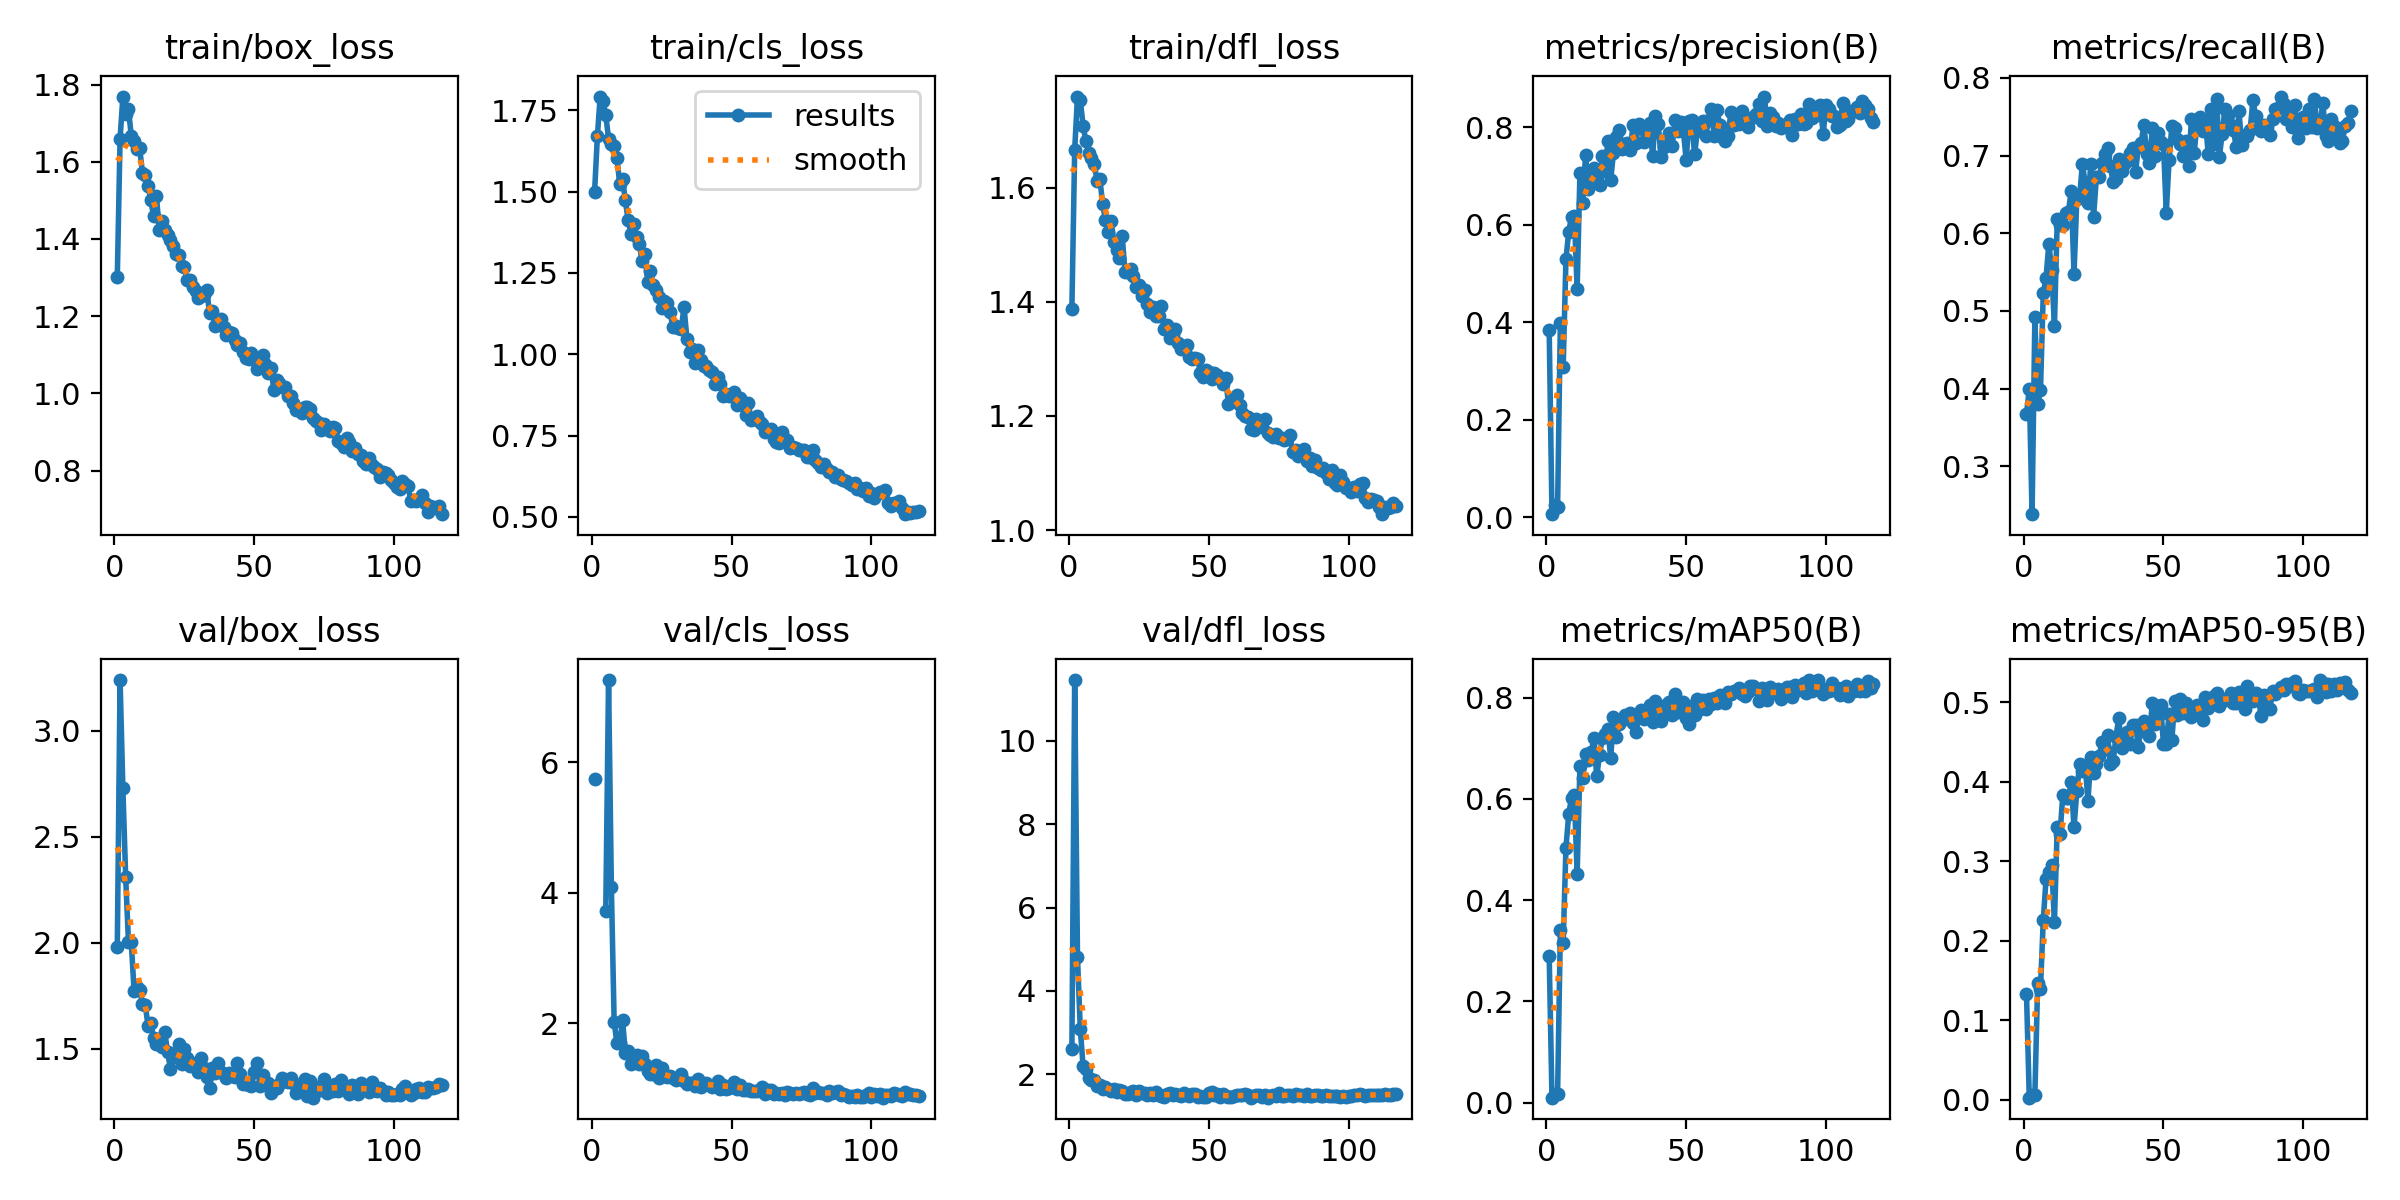 train/box_loss
1.8
1.6
1.4
1.2
1.0
0.8
0 50 100
train/cls_loss
results
smooth
1.75
1.50
1.25
1.00
0.75
0.50
0 50 100
train/dfl_loss
1.6
1.4
1.2
1.0
0 50 100
metrics/precision(B)
0.8
0.6
0.4
0.2
0.0
0 50 100
metrics/recall(B)
0.8
0.7
0.6
0.5
0.4
0.3
0 50 100
val/box_loss
3.0
2.5
2.0
1.5
0 50 100
val/cls_loss
6
4
2
0 50 100
val/dfl_loss
10
8
6
4
2
0 50 100
metrics/mAP50(B)
0.8
0.6
0.4
0.2
0.0
0 50 100
metrics/mAP50-95(B)
0.5
0.4
0.3
0.2
0.1
0.0
0 50 100